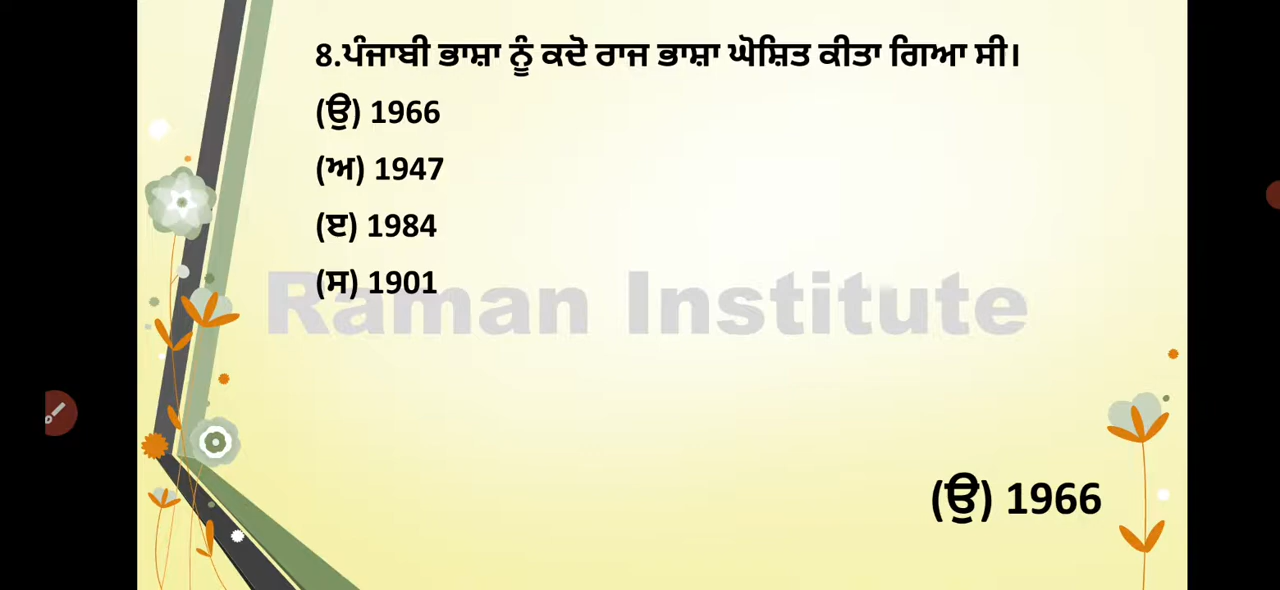 8.ਪੰਜਾਬੀ ਭਾਸ਼ਾ ਨੂੰ ਕਦੋ ਰਾਜ ਭਾਸ਼ਾ ਘੋਸ਼ਿਤ ਕੀਤਾ ਗਿਆ ਸੀ।
(ਉ) 1966
(ਅ) 1947
(ੲ) 1984
(ਸ) 1901
Raman Institute
(ਉ) 1966